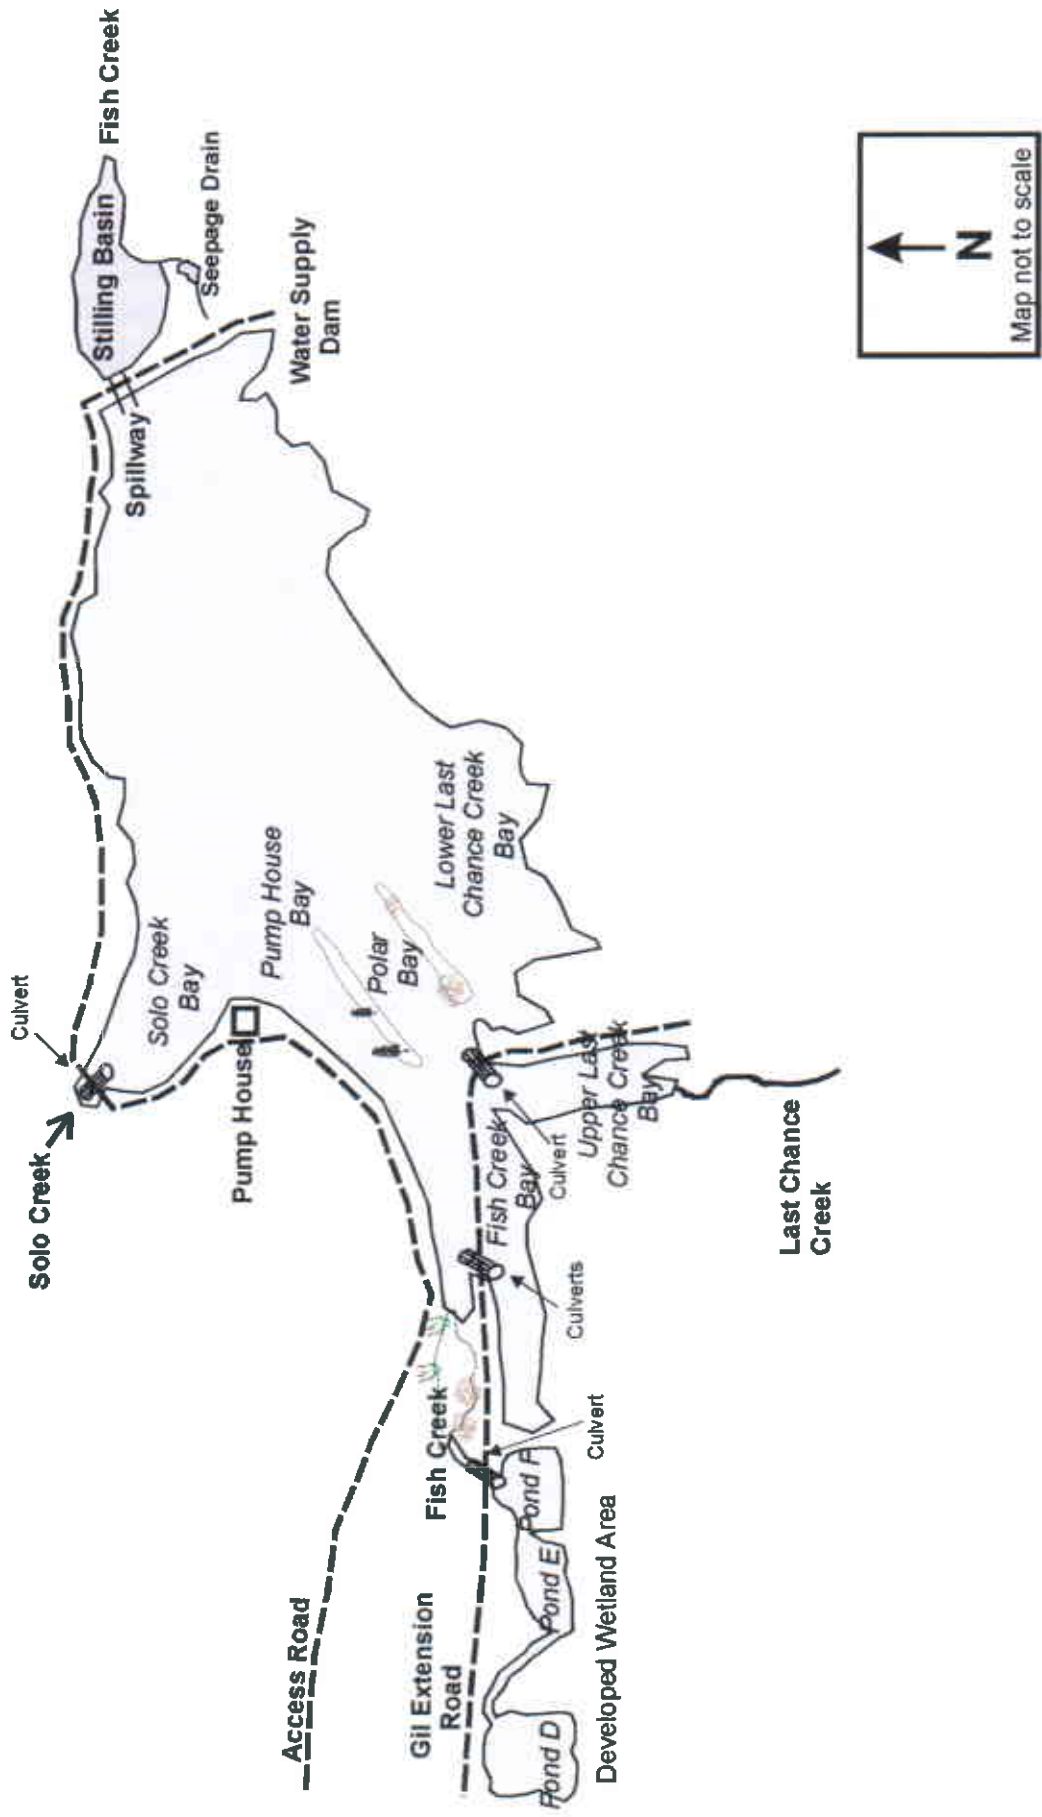 Solo Creek
Culvert
Fish Creek
Stilling Basin
Seepage Drain
Spillway
Water Supply
Dam
Solo Creek
Bay
Pump House
Pump House
Bay
Polar
Bay
Lower Last
Chance Creek
Bay
Access Road
Gil Extension
Road
Fish Creek
Fish Creek
Bay
Culvert
Upper Last
Chance Creek
Bay
Culverts
Culvert
Pond D
Pond E
Pond F
Developed Wetland Area
Last Chance
Creek
N
Map not to scale